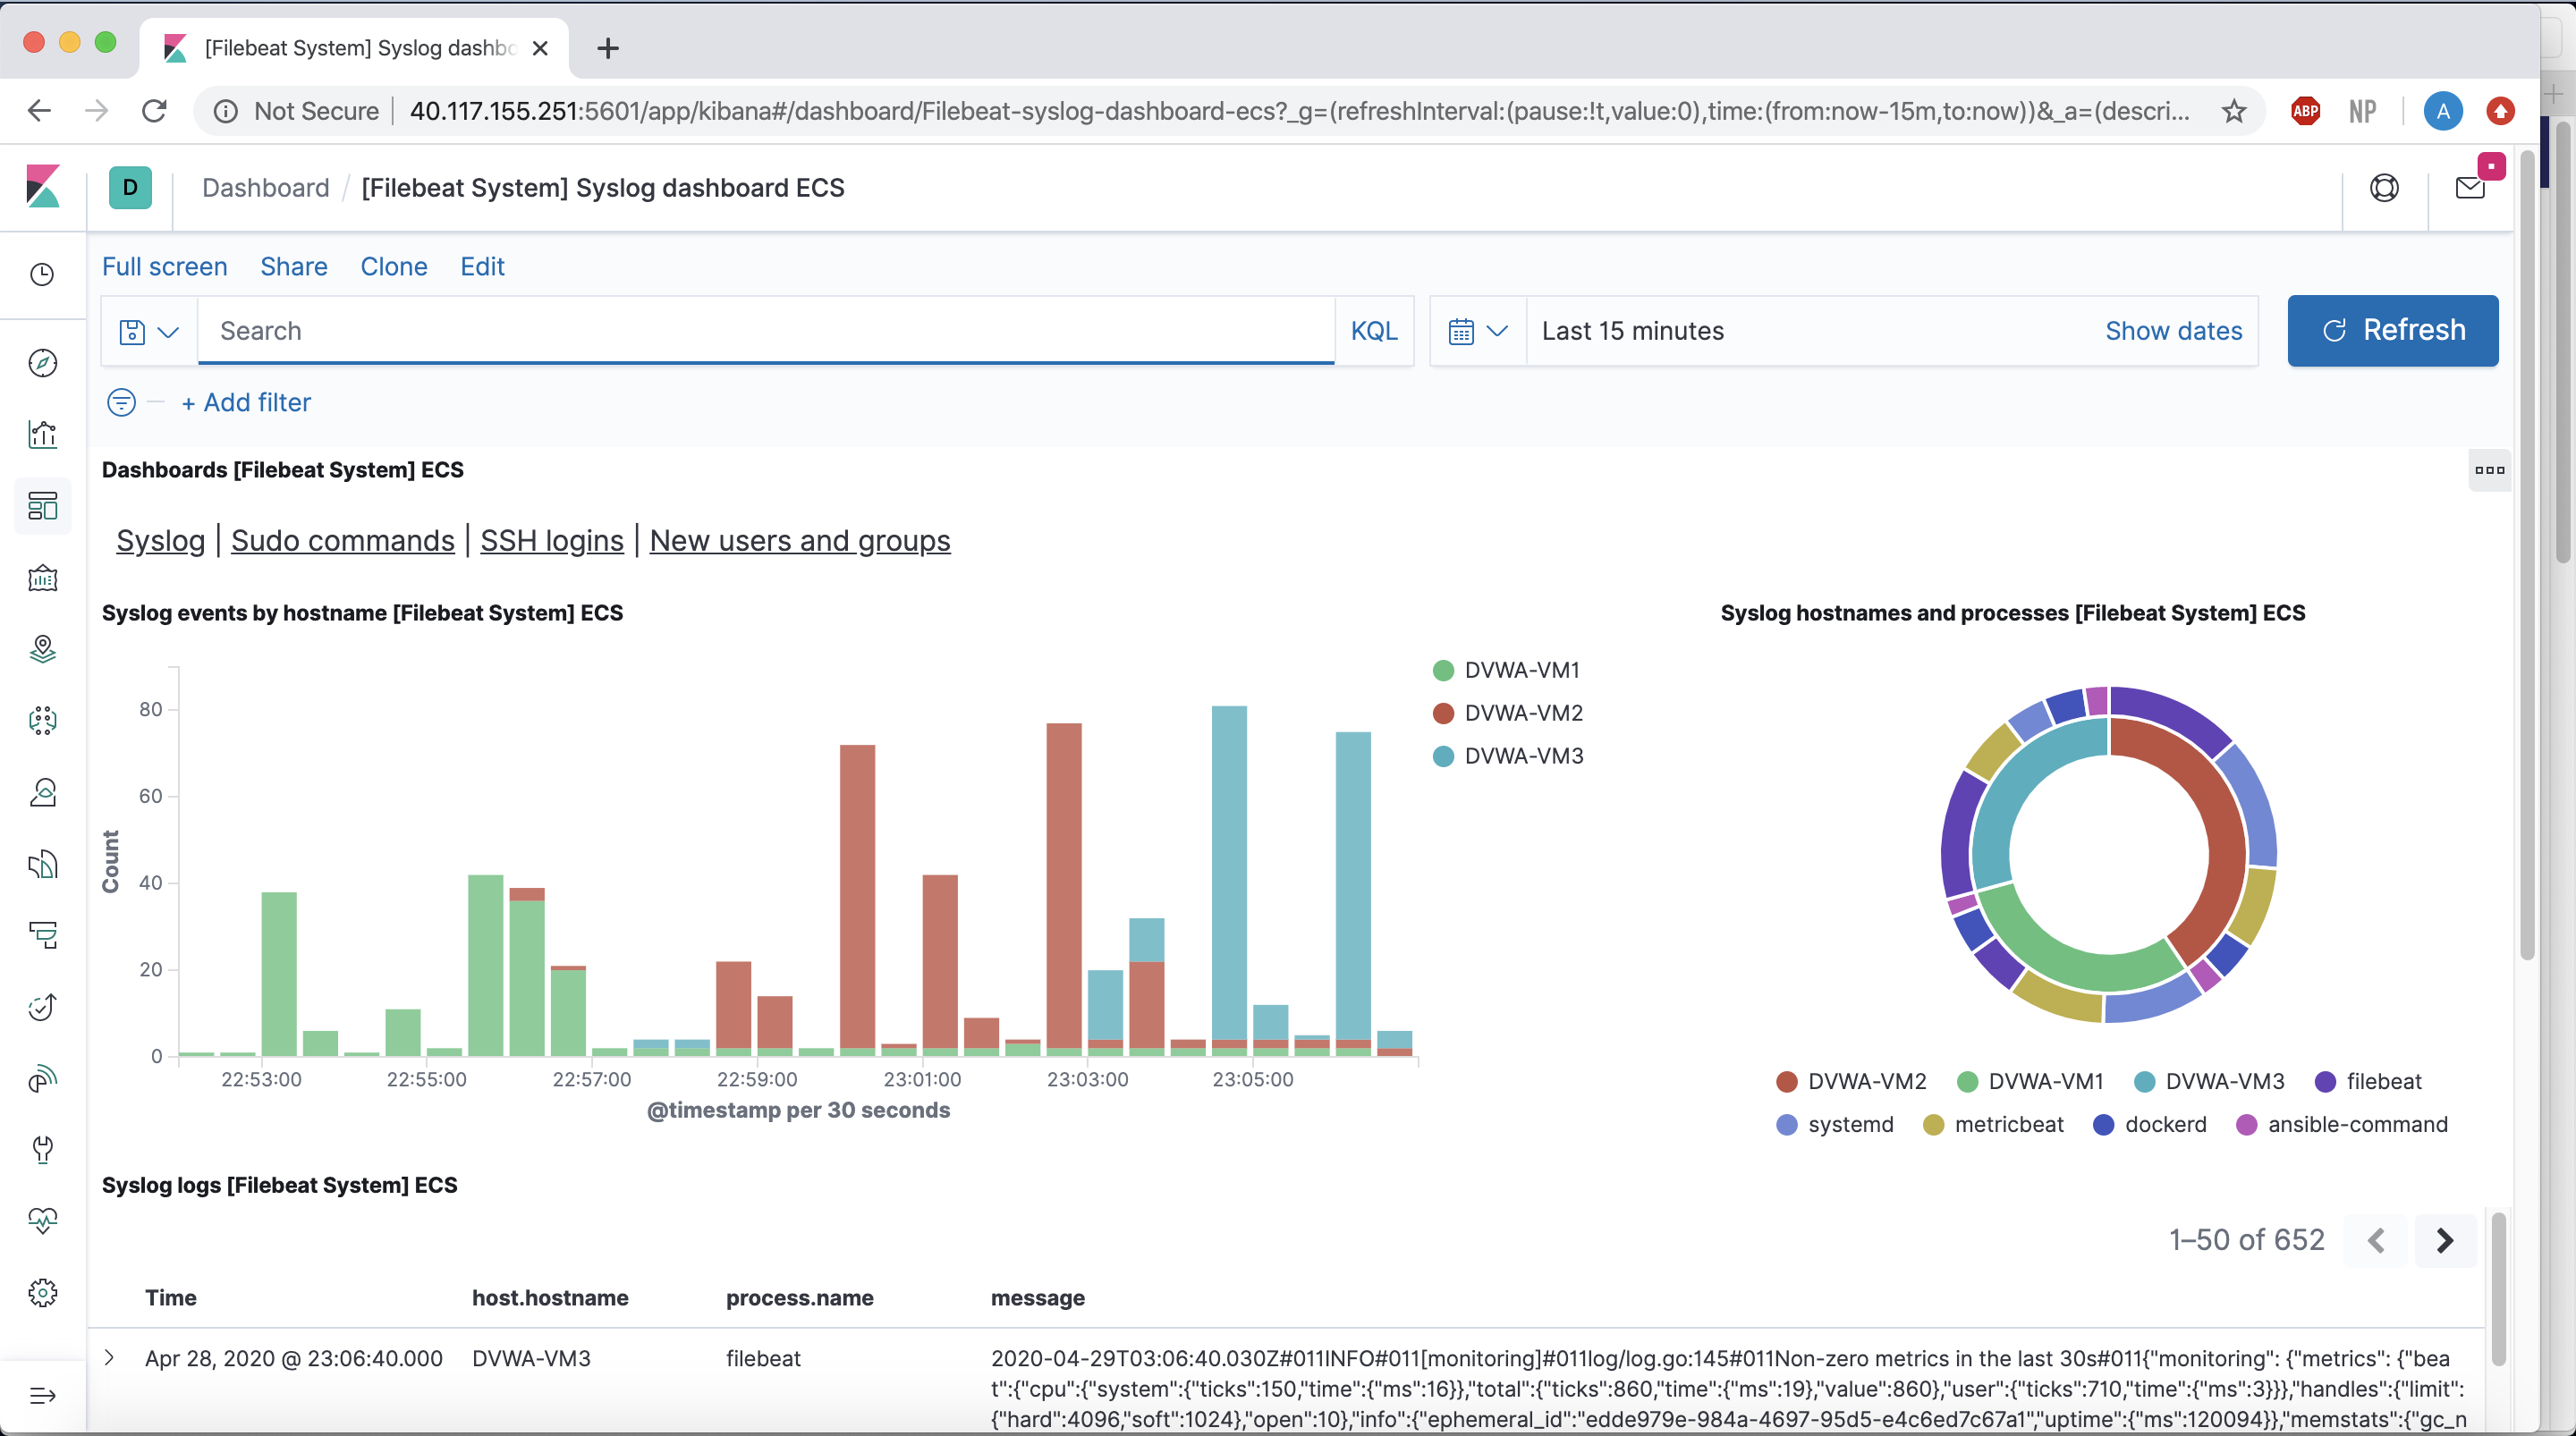 [Filebeat System] Syslog dashbo
Not Secure 40.117.155.251:5601/app/kibana#/dashboard/Filebeat-syslog-dashboard-ecs?_g=(refreshInterval:(pause:!t,value:0),time:(from:now-15m,to:now))&_a=(descri... ABP NP A
D Dashboard / [Filebeat System] Syslog dashboard ECS
Full screen Share Clone Edit
Search KQL Last 15 minutes Show dates Refresh
+ Add filter
Dashboards [Filebeat System] ECS
Syslog | Sudo commands | SSH logins | New users and groups
Syslog events by hostname [Filebeat System] ECS
80
60
40
20
0
Count
22:53:00 22:55:00 22:57:00 22:59:00 23:01:00 23:03:00 23:05:00
@timestamp per 30 seconds
DVWA-VM1
DVWA-VM2
DVWA-VM3
Syslog hostnames and processes [Filebeat System] ECS
DVWA-VM2 DVWA-VM1 DVWA-VM3 filebeat
systemd metricbeat dockerd ansible-command
Syslog logs [Filebeat System] ECS
1–50 of 652
Time host.hostname process.name message
Apr 28, 2020 @ 23:06:40.000 DVWA-VM3 filebeat 2020-04-29T03:06:40.030Z#011INFO#011[monitoring]#011log/log.go:145#011Non-zero metrics in the last 30s#011{"monitoring": {"metrics": {"bea
t":{"cpu":{"system":{"ticks":150,"time":{"ms":16}},"total":{"ticks":860,"time":{"ms":19},"value":860},"user":{"ticks":710,"time":{"ms":3}}},"handles":{"limit":
{"hard":4096,"soft":1024},"open":10},"info":{"ephemeral_id":"edde979e-984a-4697-95d5-e4c6ed7c67a1","uptime":{"ms":120094}},"memstats":{"gc_n